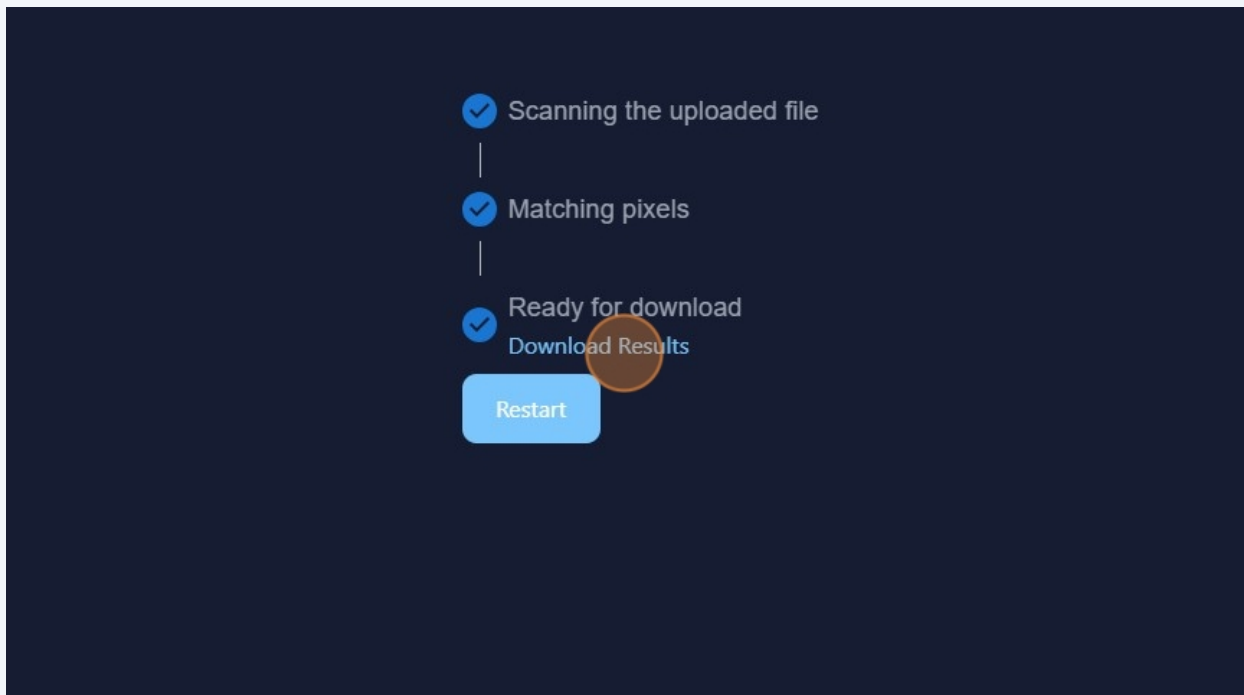 Scanning the uploaded file
Matching pixels
Ready for download
Download Results
Restart